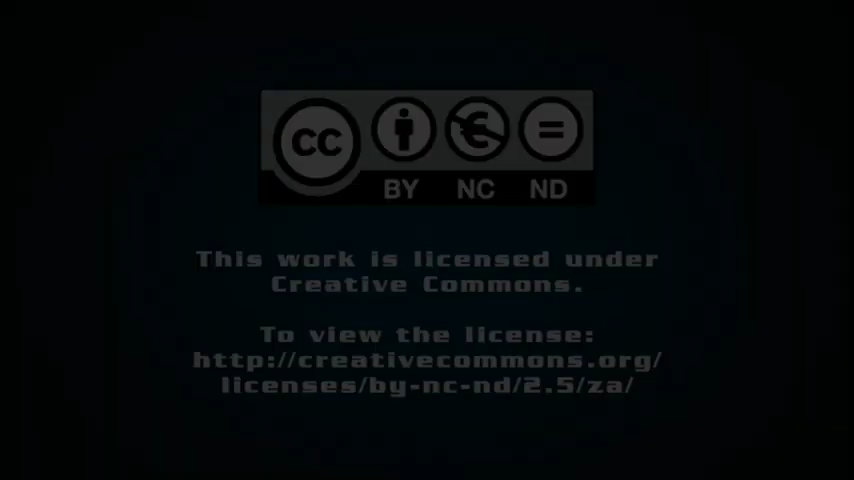 CC
BY NC ND
This work is licensed under
Creative Commons.
To view the license:
http://creativecommons.org/
licenses/by-nc-nd/2.5/za/